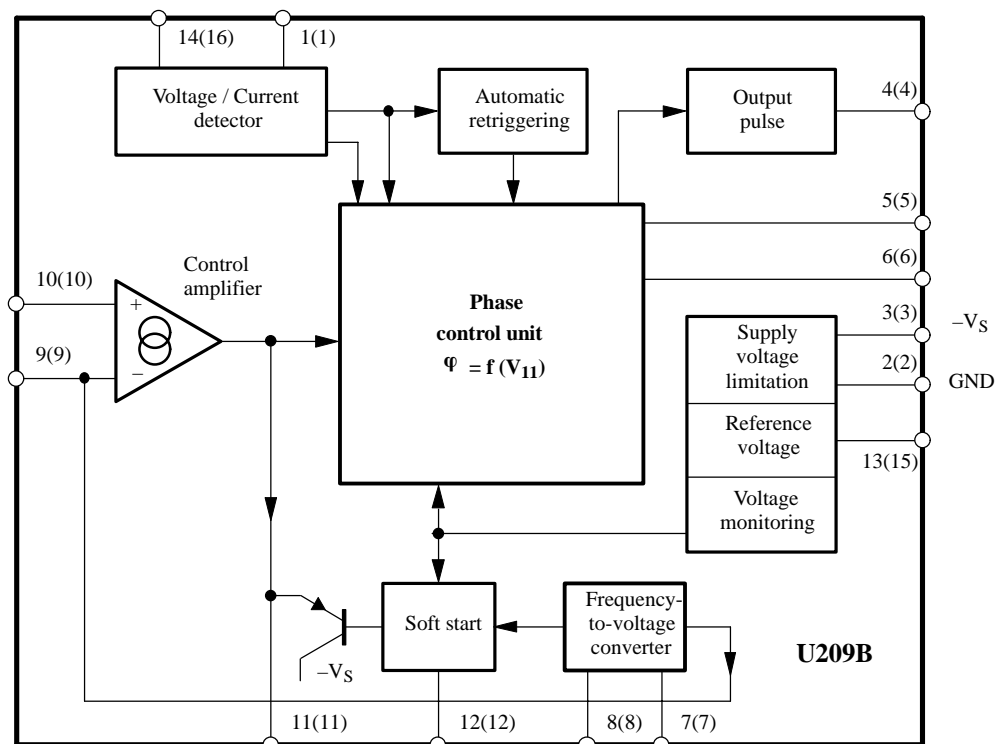 14(16)
1(1)
Voltage / Current
detector
Automatic
retriggering
Output
pulse
4(4)
5(5)
6(6)
Control
amplifier
10(10)
+
9(9)
−
Phase
control unit
φ = f (V11)
3(3)
–VS
Supply
voltage
limitation
2(2)
GND
Reference
voltage
13(15)
Voltage
monitoring
Soft start
Frequency-
to-voltage
converter
–VS
U209B
11(11)
12(12)
8(8)
7(7)